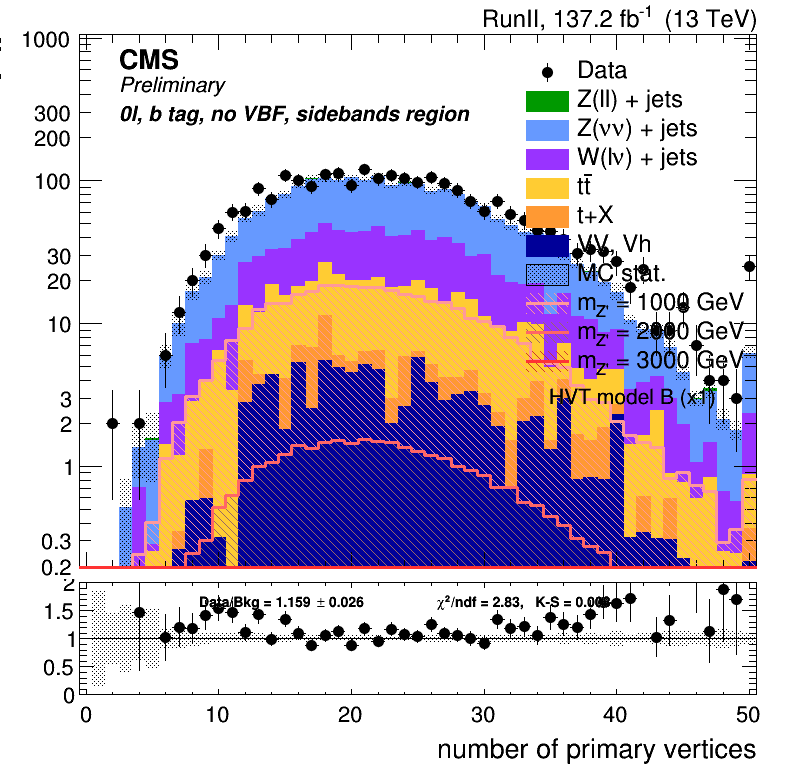 RunII, 137.2 fb⁻¹ (13 TeV)
CMS
Preliminary
0l, b tag, no VBF, sidebands region
Data
Z(ll) + jets
Z(νν) + jets
W(lν) + jets
tt̄
t+X
VV, Vh
MC stat.
m_Z' = 1000 GeV
m_Z' = 2000 GeV
m_Z' = 3000 GeV
HVT model B (x1)
1000
300
200
100
30
20
10
3
2
1
0.3
0.2
Data/Bkg = 1.159 ± 0.026
χ²/ndf = 2.83, K-S =
2
1.5
1
0.5
0
0 10 20 30 40 50
number of primary vertices